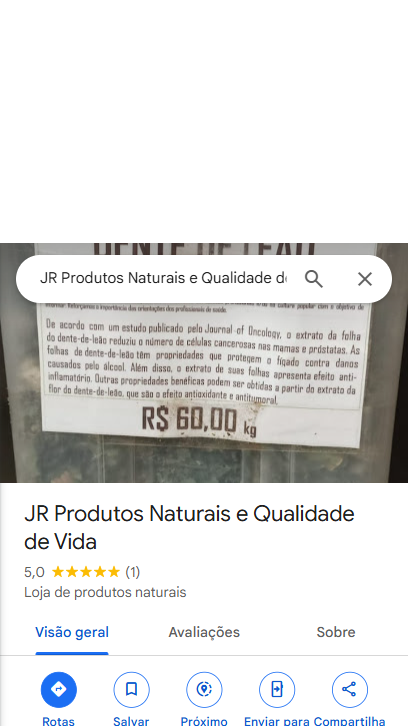 DENTE DE LEÃO
JR Produtos Naturais e Qualidade d
informar. Reforçamos a importância das orientações dos profissionais de saúde.
De acordo com um estudo publicado pelo Journal of Oncology, o extrato da folha
do dente-de-leão reduziu o número de células cancerosas nas mamas e próstatas. As
folhas de dente-de-leão têm propriedades que protegem o fígado contra danos
causados pelo álcool. Além disso, o extrato de suas folhas apresenta efeito anti-
inflamatório. Outras propriedades benéficas podem ser obtidas a partir do extrato da
flor do dente-de-leão, que são o efeito antioxidante e antitumoral.
R$ 60,00 kg
JR Produtos Naturais e Qualidade
de Vida
5,0 (1)
Loja de produtos naturais
Visão geral Avaliações Sobre
Rotas Salvar Próximo Enviar para Compartilha